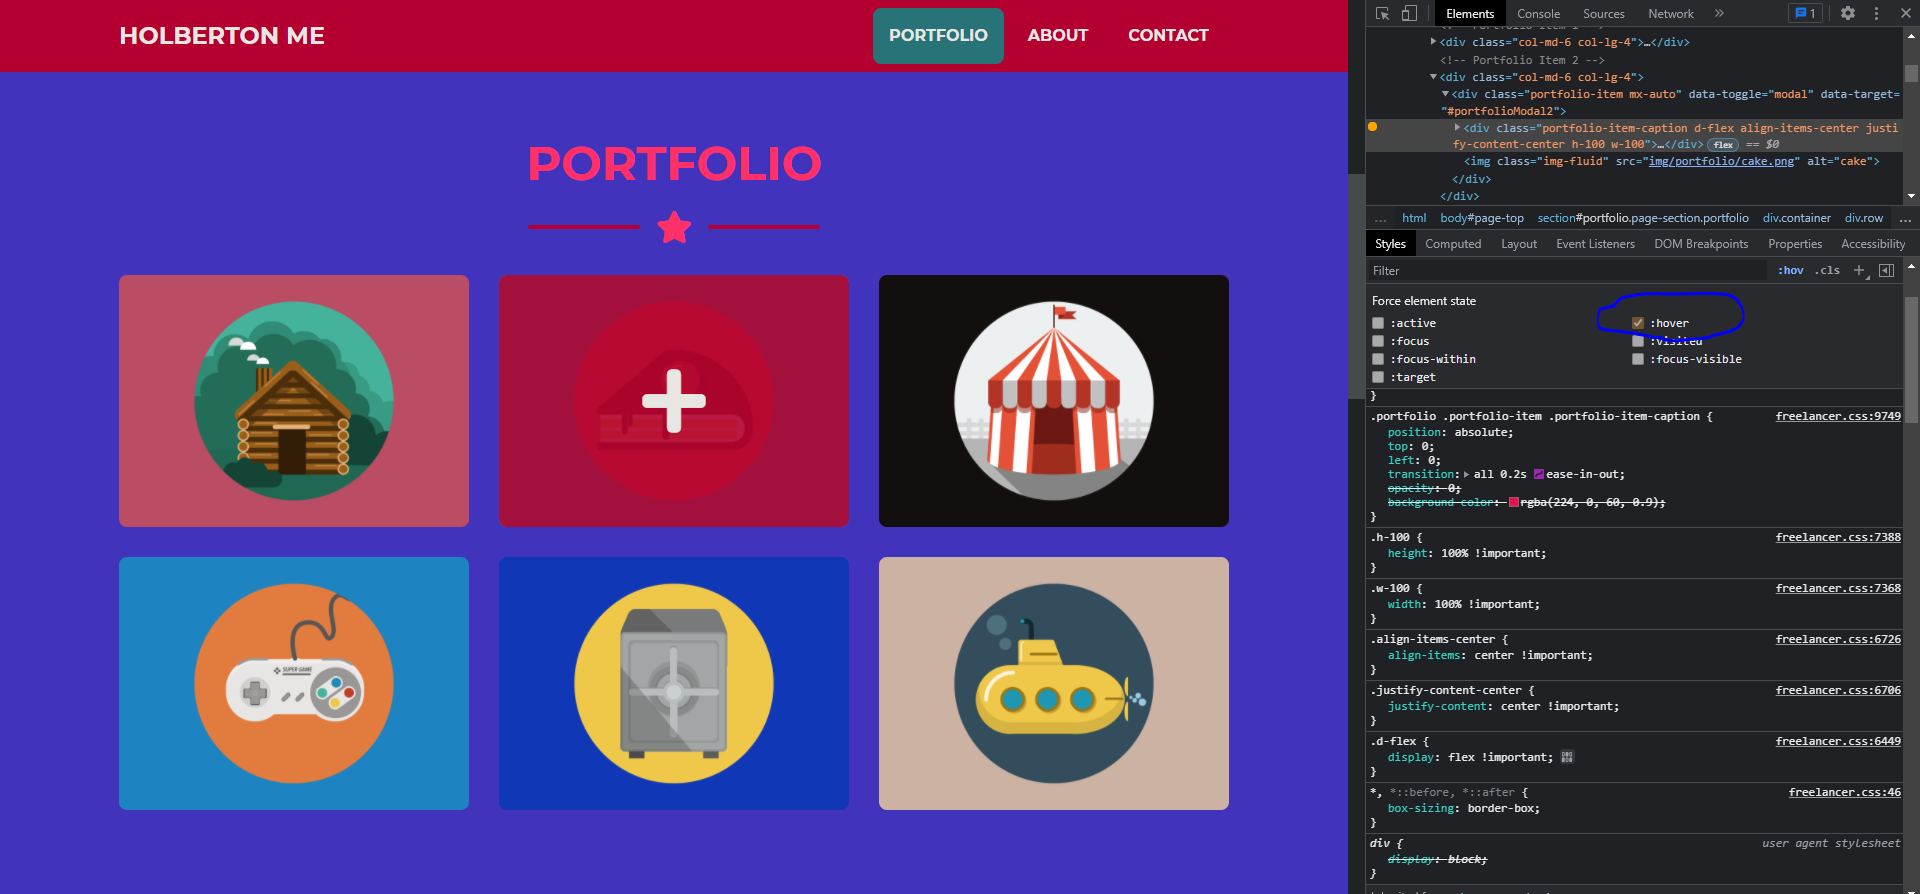 HOLBERTON ME
PORTFOLIO
ABOUT
CONTACT
PORTFOLIO
SUPER GAME
Elements
Console
Sources
Network
»
1
<div class="col-md-6 col-lg-4">…</div>
<!-- Portfolio Item 2 -->
<div class="col-md-6 col-lg-4">
<div class="portfolio-item mx-auto" data-toggle="modal" data-target=
"#portfolioModal2">
<div class="portfolio-item-caption d-flex align-items-center justi
fy-content-center h-100 w-100">…</div> flex == $0
<img class="img-fluid" src="img/portfolio/cake.png" alt="cake">
</div>
</div>
… html body#page-top section#portfolio.page-section.portfolio div.container div.row …
Styles Computed Layout Event Listeners DOM Breakpoints Properties Accessibility
Filter
:hov .cls +
Force element state
:active
:hover
:focus
:visited
:focus-within
:focus-visible
:target
}
.portfolio .portfolio-item .portfolio-item-caption { freelancer.css:9749
position: absolute;
top: 0;
left: 0;
transition: all 0.2s ease-in-out;
opacity: 0;
background-color: rgba(224, 0, 60, 0.9);
}
.h-100 { freelancer.css:7388
height: 100% !important;
}
.w-100 { freelancer.css:7368
width: 100% !important;
}
.align-items-center { freelancer.css:6726
align-items: center !important;
}
.justify-content-center { freelancer.css:6706
justify-content: center !important;
}
.d-flex { freelancer.css:6449
display: flex !important;
}
*, *::before, *::after { freelancer.css:46
box-sizing: border-box;
}
div { user agent stylesheet
display: block;
}